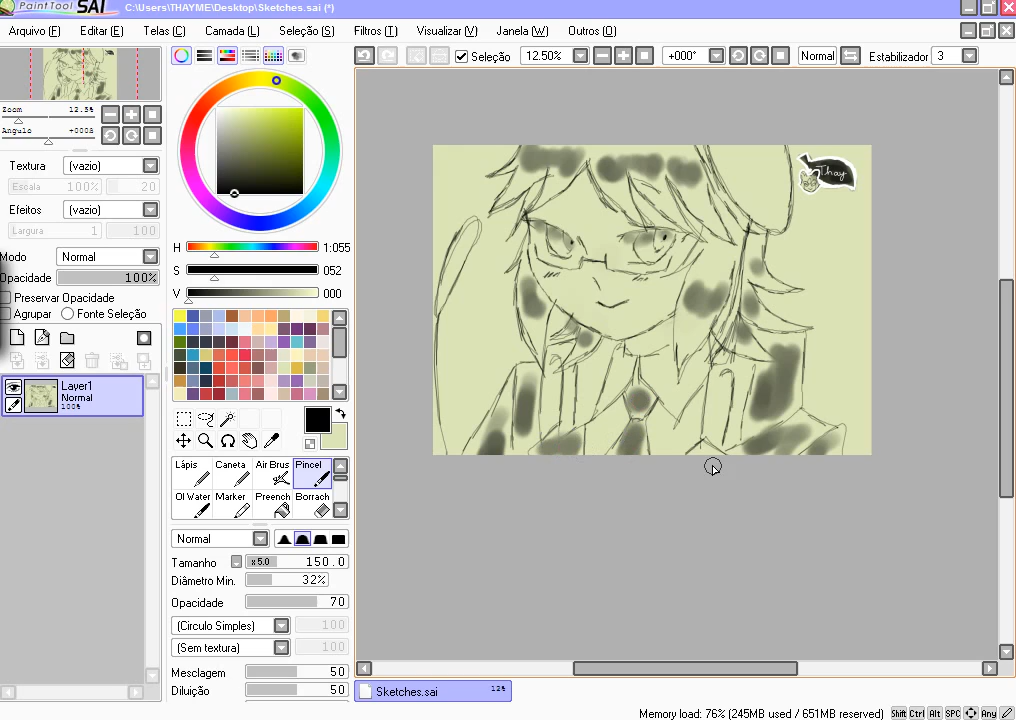 PaintTool SAI C:\Users\THAYME\Desktop\Sketches.sai (*)
Arquivo (F) Editar (E) Telas (C) Camada (L) Seleção (S) Filtros (T) Visualizar (V) Janela (W) Outros (O)
Seleção 12.50% +000° Normal Estabilizador 3
Zoom 12.5%
Angulo +000ä
Textura (vazio)
Escala 100% 20
Efeitos (vazio)
Largura 1 100
Modo Normal
Opacidade 100%
Preservar Opacidade
Agrupar Fonte Seleção
Layer1
Normal
100%
H 1:055
S 052
V 000
Lápis Caneta Air Brus Pincel
OI Water Marker Preench Borrach
Normal
Tamanho x 5.0 150.0
Diâmetro Min. 32%
Opacidade 70
(Circulo Simples) 100
(Sem textura) 100
Mesclagem 50
Diluição 50
Thay
Sketches.sai 12%
Memory load: 76% (245MB used / 651MB reserved) Shift Ctrl Alt SPC Any